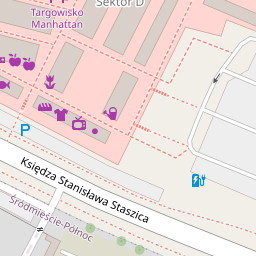 Sektor D
Targowisko
Manhattan
P
Księdza Stanisława Staszica
Śródmieście-Północ